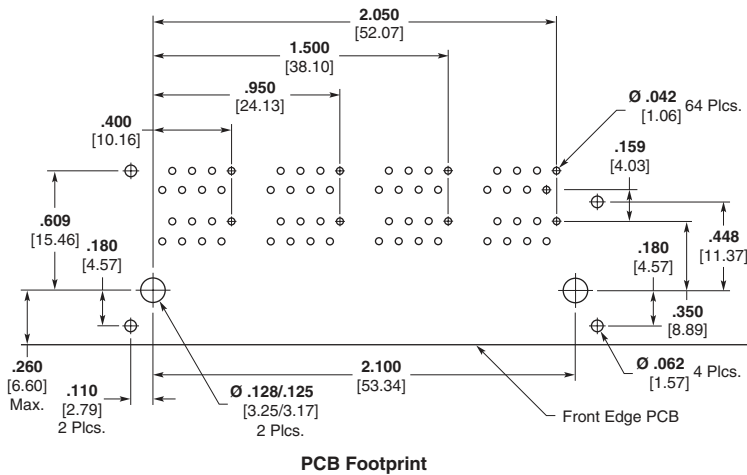 2.050
[52.07]
1.500
[38.10]
.950
[24.13]
.400
[10.16]
Ø .042
[1.06]
64 Plcs.
.159
[4.03]
.609
[15.46]
.180
[4.57]
.448
[11.37]
.180
[4.57]
.350
[8.89]
.260
[6.60]
Max.
.110
[2.79]
2 Plcs.
Ø .128/.125
[3.25/3.17]
2 Plcs.
2.100
[53.34]
Ø .062
[1.57]
4 Plcs.
Front Edge PCB
PCB Footprint